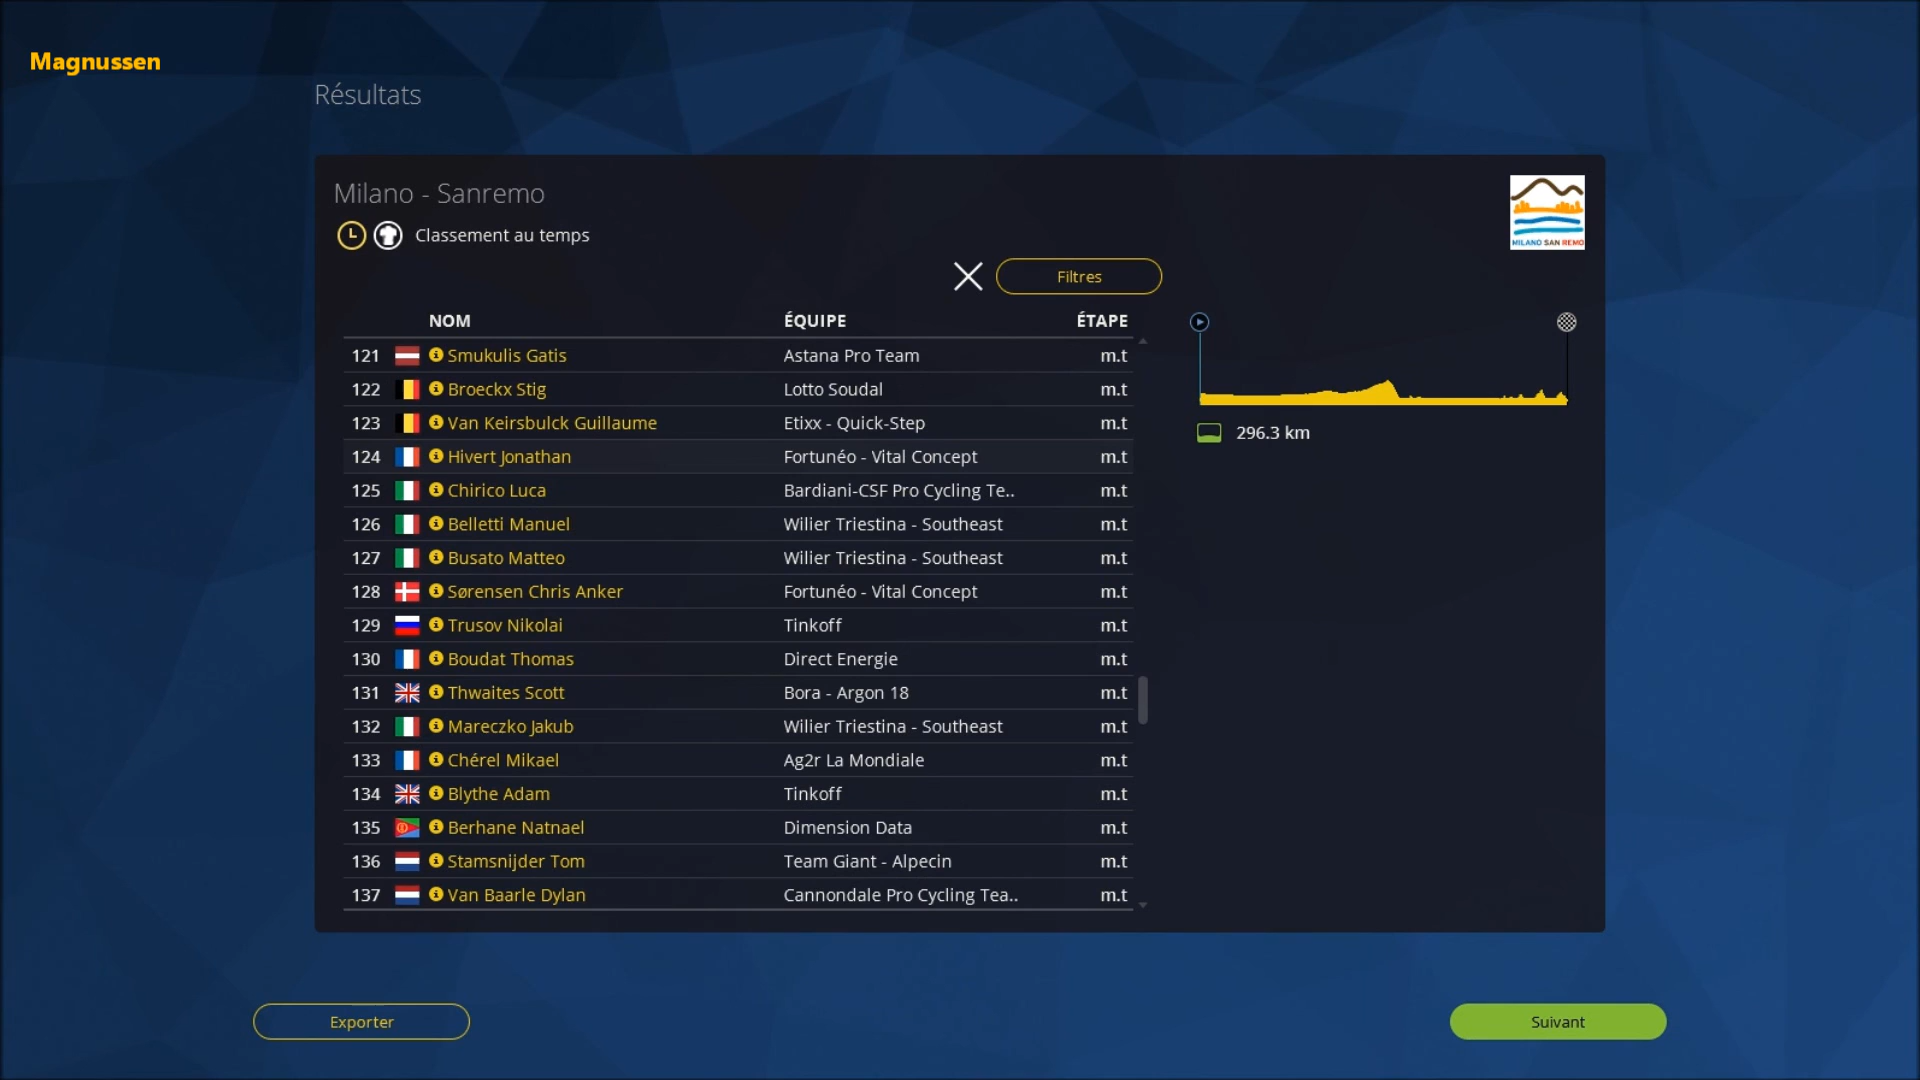 Magnussen
Résultats
Milano - Sanremo
Classement au temps
MILANO SAN REMO
Filtres
NOM ÉQUIPE ÉTAPE
121 Smukulis Gatis Astana Pro Team m.t
122 Broeckx Stig Lotto Soudal m.t
123 Van Keirsbulck Guillaume Etixx - Quick-Step m.t
124 Hivert Jonathan Fortunéo - Vital Concept m.t
125 Chirico Luca Bardiani-CSF Pro Cycling Te.. m.t
126 Belletti Manuel Wilier Triestina - Southeast m.t
127 Busato Matteo Wilier Triestina - Southeast m.t
128 Sørensen Chris Anker Fortunéo - Vital Concept m.t
129 Trusov Nikolai Tinkoff m.t
130 Boudat Thomas Direct Energie m.t
131 Thwaites Scott Bora - Argon 18 m.t
132 Mareczko Jakub Wilier Triestina - Southeast m.t
133 Chérel Mikael Ag2r La Mondiale m.t
134 Blythe Adam Tinkoff m.t
135 Berhane Natnael Dimension Data m.t
136 Stamsnijder Tom Team Giant - Alpecin m.t
137 Van Baarle Dylan Cannondale Pro Cycling Tea.. m.t
296.3 km
Exporter
Suivant